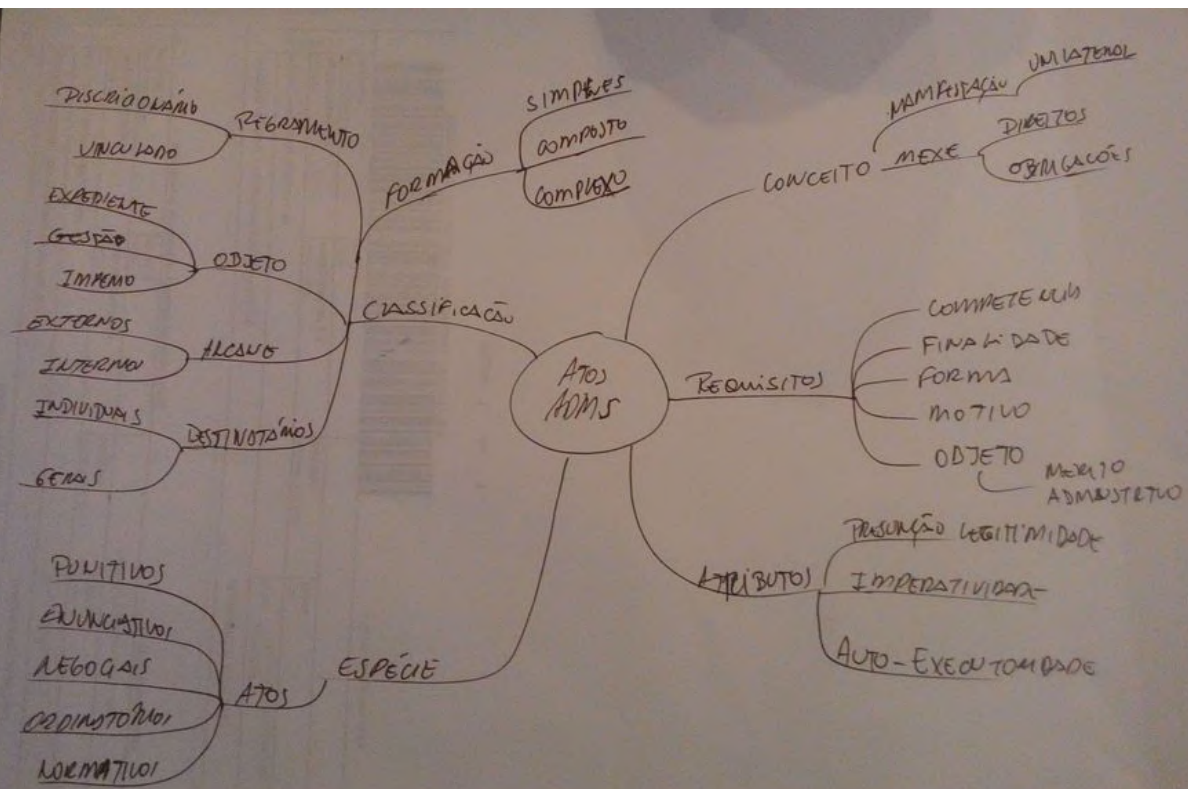 ATOS
ADMS
CONCEITO
MANIFESTAÇÃO
UNILATERAL
MEXE
DIREITOS
OBRIGAÇÕES
REQUISITOS
COMPETENCIA
FINALIDADE
FORMA
MOTIVO
OBJETO
MERITO
ADMINISTRTIVO
ATRIBUTOS
PRESUNÇÃO LEGITIMIDADE
IMPERATIVIDADE
AUTO-EXECUTORIDADE
ESPÉCIE
ATOS
PUNITIVOS
ENUNCIATIVOS
NEGOCIAIS
ORDINATÓRIOS
NORMATIVOS
CLASSIFICAÇÃO
FORMAÇÃO
SIMPLES
COMPOSTO
COMPLEXO
REGRAMENTO
DISCRICIONÁRIO
VINCULADO
OBJETO
EXPEDIENTE
GESTÃO
IMPERIO
ALCANCE
EXTERNOS
INTERNOS
DESTINATÁRIOS
INDIVIDUAIS
GERAIS